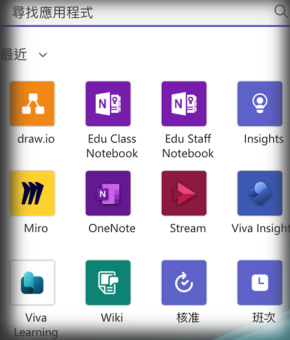 尋找應用程式
最近
draw.io
Edu Class
Notebook
Edu Staff
Notebook
Insights
Miro
OneNote
Stream
Viva Insight
Viva
Learning
Wiki
核准
班次